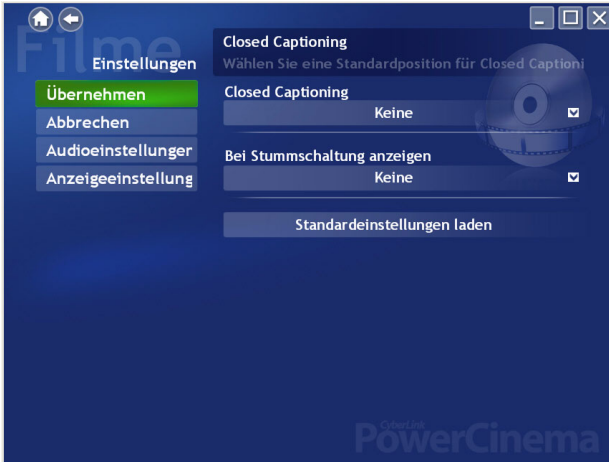 Filme
Einstellungen
Übernehmen
Abbrechen
Audioeinstellunger
Anzeigeeinstellung
Closed Captioning
Wählen Sie eine Standardposition für Closed Captioni
Closed Captioning
Keine
Bei Stummschaltung anzeigen
Keine
Standardeinstellungen laden
CyberLink
PowerCinema